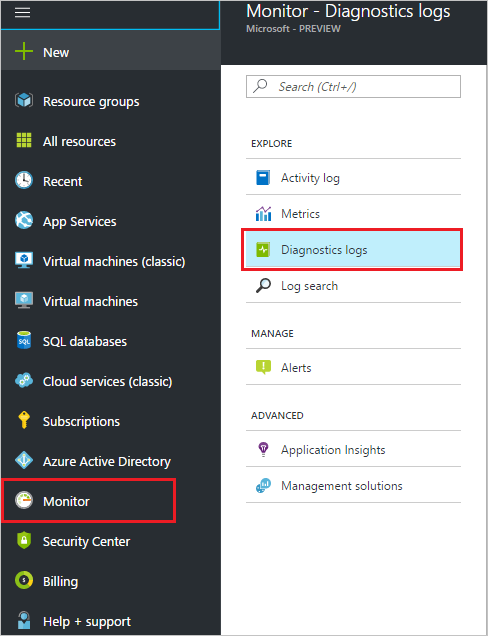 New
Resource groups
All resources
Recent
App Services
Virtual machines (classic)
Virtual machines
SQL
SQL databases
Cloud services (classic)
Subscriptions
Azure Active Directory
Monitor
Security Center
$
Billing
Help + support
Monitor - Diagnostics logs
Microsoft - PREVIEW
Search (Ctrl+/)
EXPLORE
Activity log
Metrics
Diagnostics logs
Log search
MANAGE
Alerts
ADVANCED
Application Insights
Management solutions